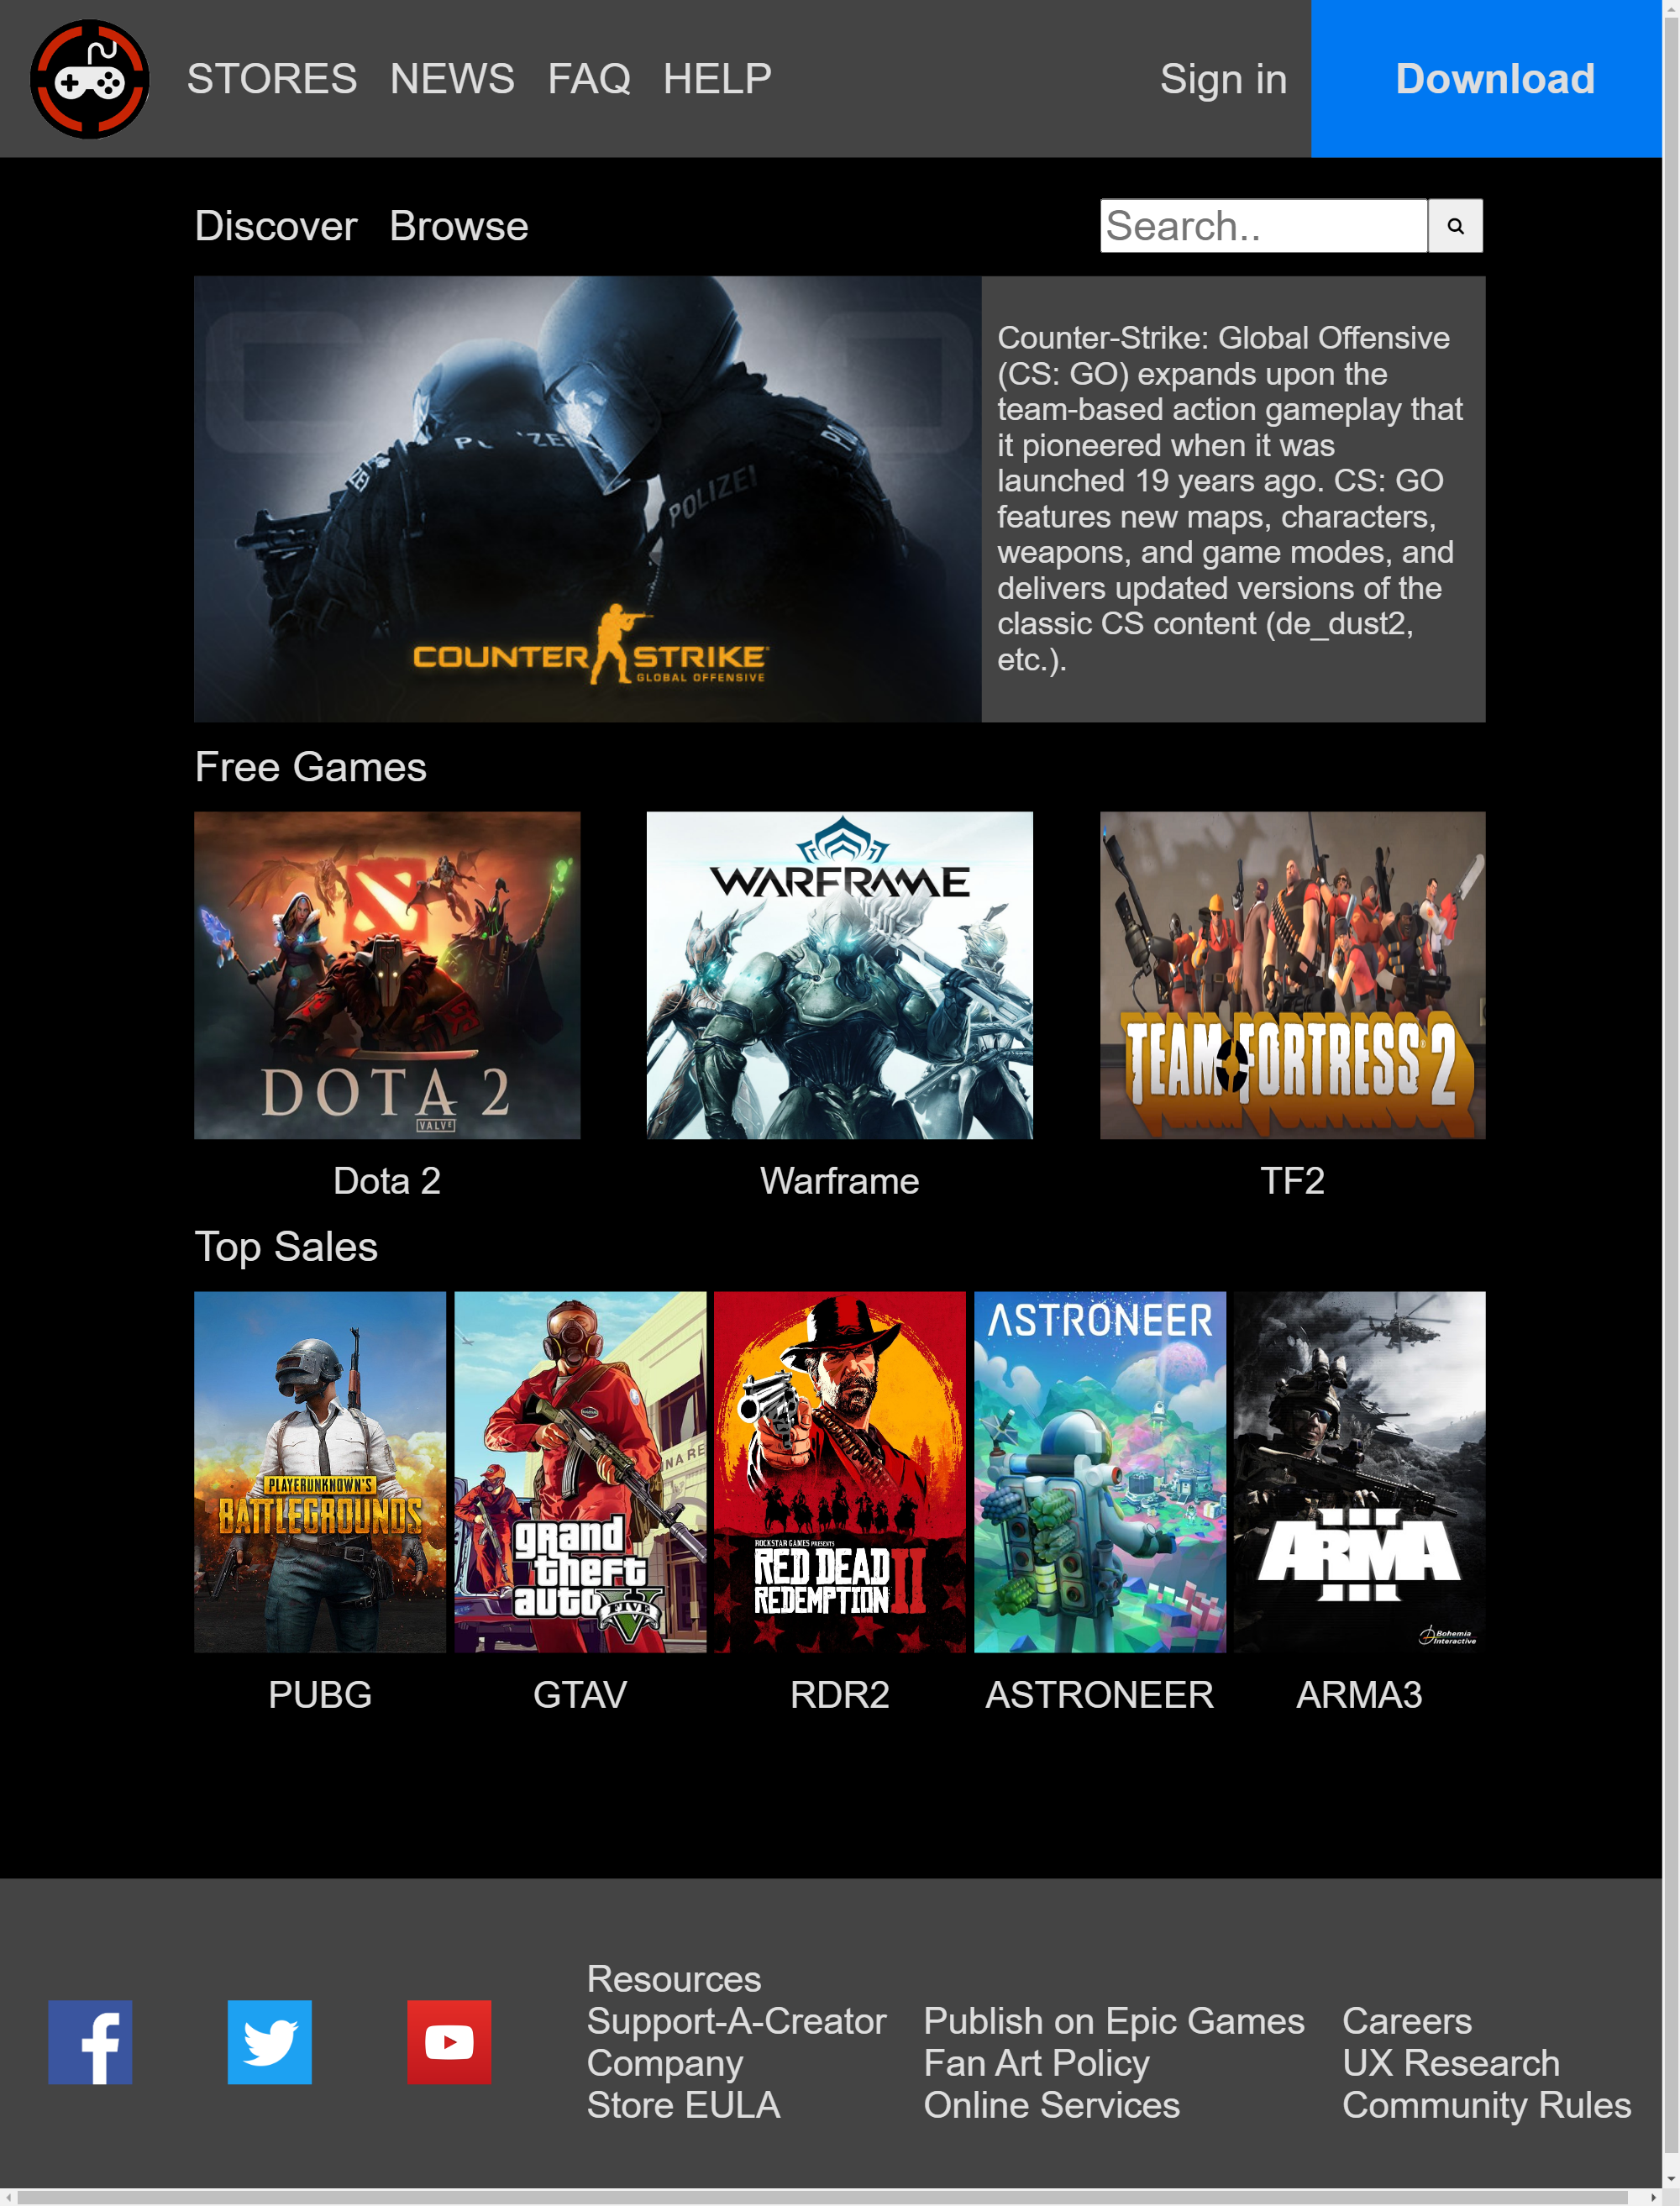 STORES NEWS FAQ HELP Sign in Download
Discover Browse Search..
Counter-Strike: Global Offensive
(CS: GO) expands upon the
team-based action gameplay that
it pioneered when it was
launched 19 years ago. CS: GO
features new maps, characters,
weapons, and game modes, and
delivers updated versions of the
classic CS content (de_dust2,
etc.).
POLIZEI
COUNTER STRIKE
GLOBAL OFFENSIVE
Free Games
DOTA 2
VALVE
WARFRAME
TEAM FORTRESS 2
Dota 2 Warframe TF2
Top Sales
PLAYERUNKNOWN'S
BATTLEGROUNDS
grand
theft
auto
V
FIVE
ROCKSTAR GAMES PRESENTS
RED DEAD
REDEMPTION II
ASTRONEER
ARMA
III
Bohemia
Interactive
PUBG GTAV RDR2 ASTRONEER ARMA3
Resources
Support-A-Creator Publish on Epic Games Careers
Company Fan Art Policy UX Research
Store EULA Online Services Community Rules